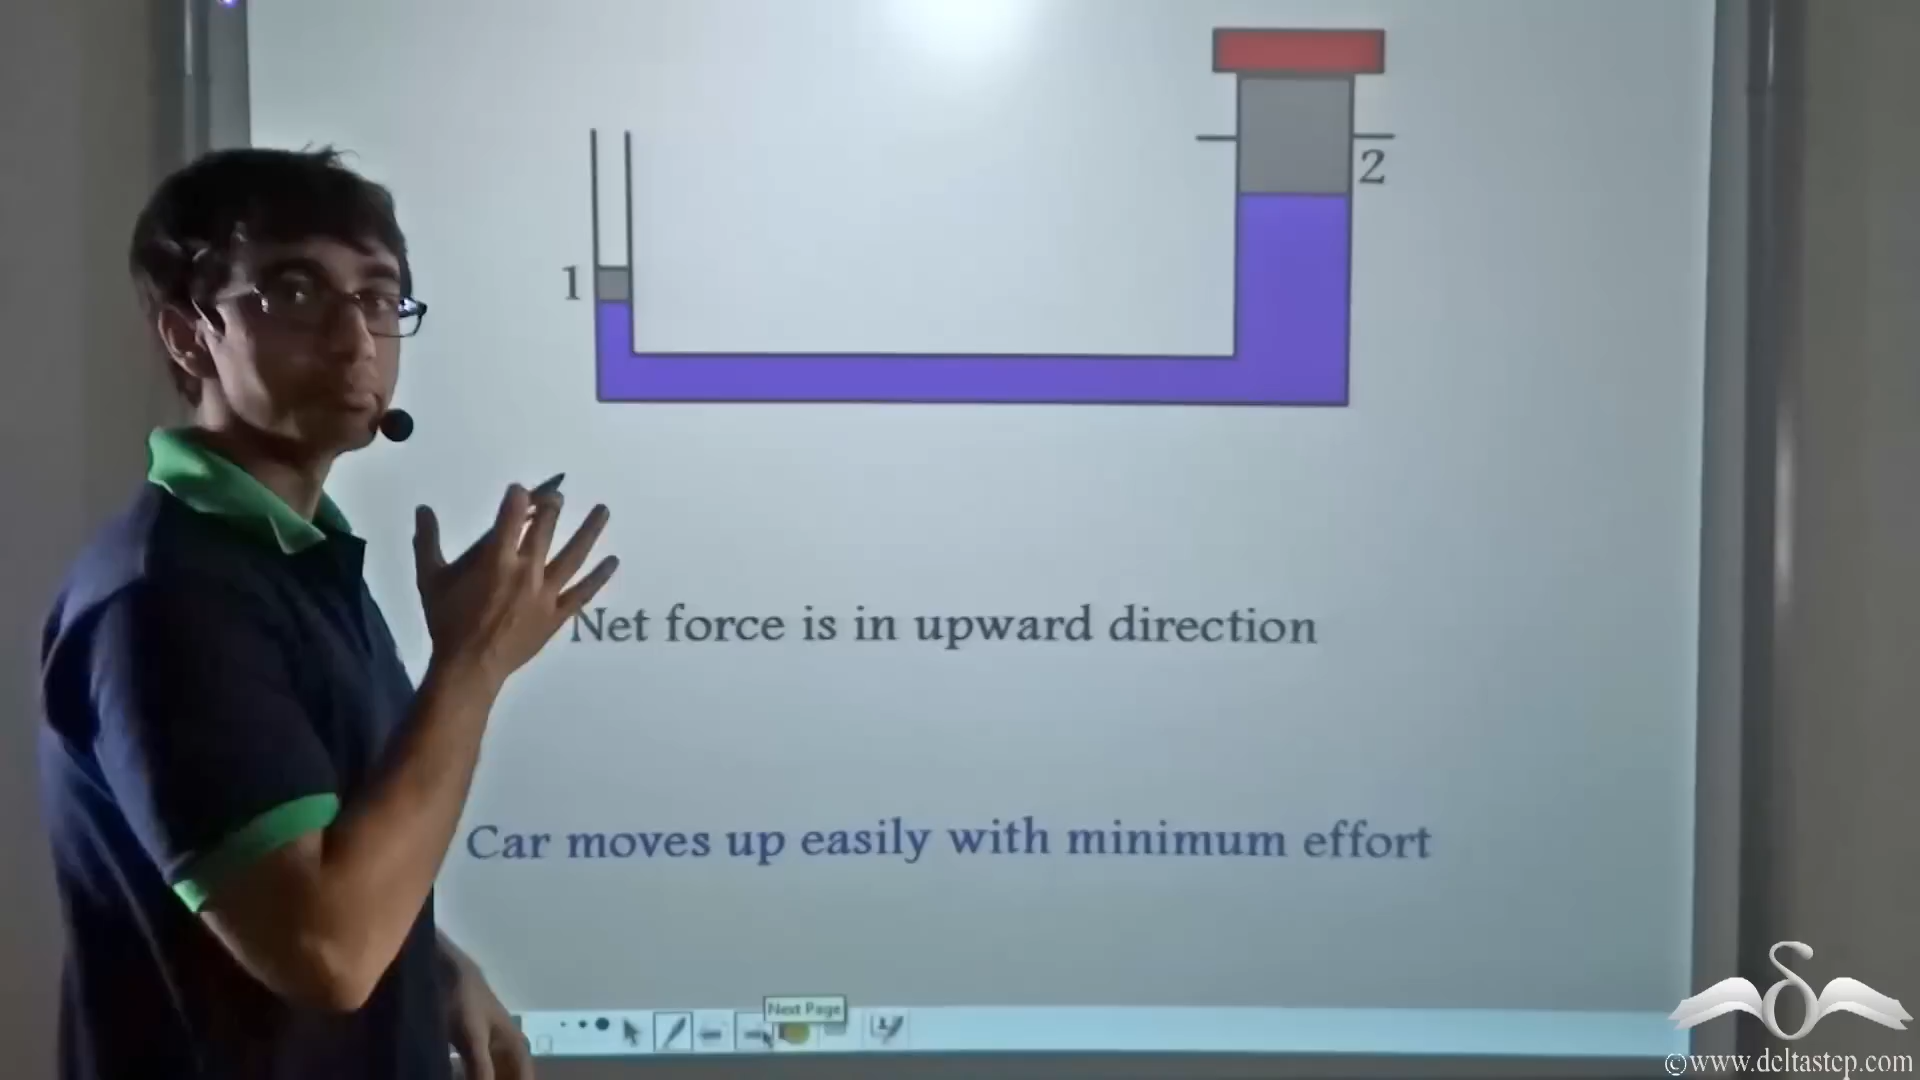 2
1
Net force is in upward direction
Car moves up easily with minimum effort
Next Page
©www.deltastep.com